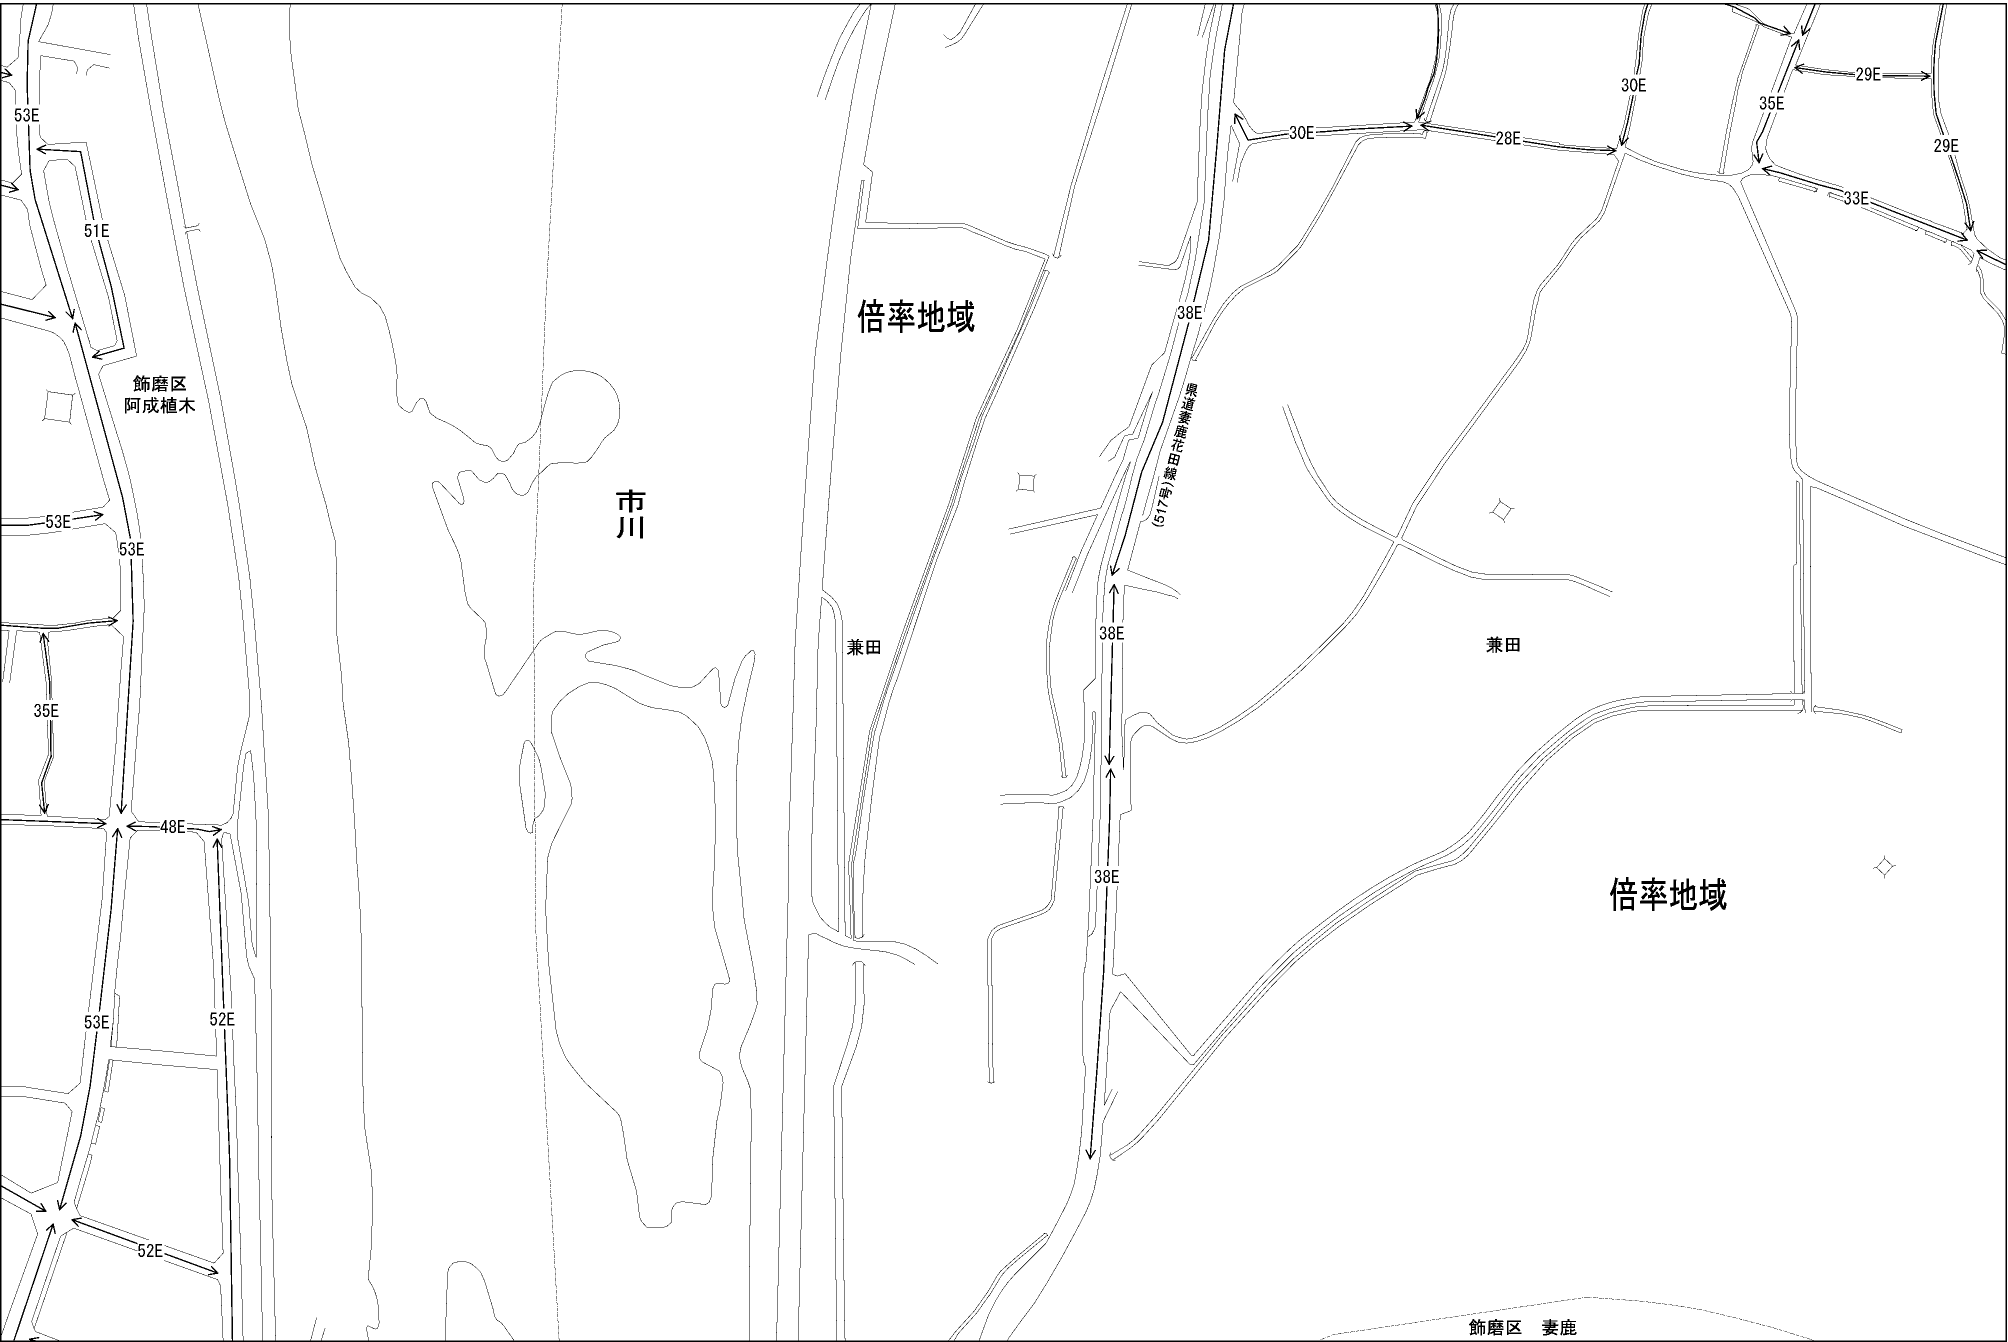 30E
29E
35E
53E
30E
28E
29E
33E
51E
38E
倍率地域
飾磨区
阿成植木
県道妻鹿花田線
(517号)
市川
53E
53E
38E
兼田
兼田
35E
48E
38E
倍率地域
53E
52E
52E
飾磨区　妻鹿